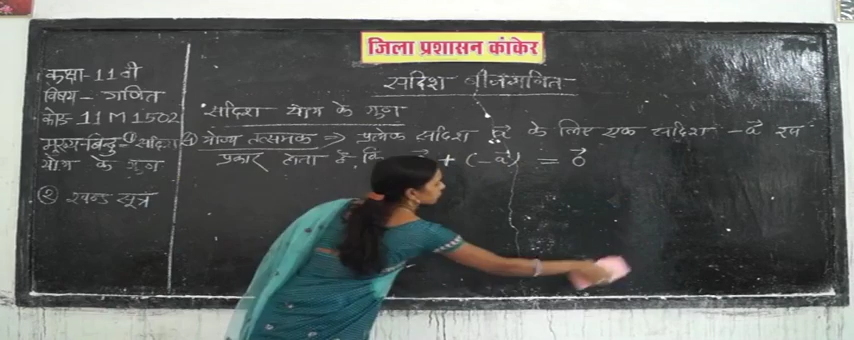 जिला प्रशासन कांकेर
कक्षा - 11 वी
विषय - गणित
कोड - 11 M 1502
मुख्य-बिन्दु - ① सदिश
योग के गुण
② खण्ड सूत्र
सदिश बीजगणित
सदिश योग के गुण
④ योज्य तत्समक ⇒ प्रत्येक सदिश a⃗ के लिए एक सदिश -a⃗ इस
प्रकार होता है कि + (-a⃗) = 0⃗